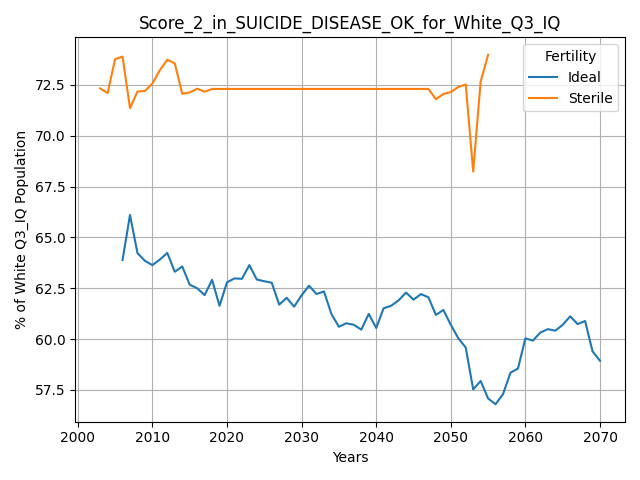 Score_2_in_SUICIDE_DISEASE_OK_for_White_Q3_IQ
Fertility
Ideal
Sterile
72.5
70.0
67.5
65.0
62.5
60.0
57.5
% of White Q3_IQ Population
2000 2010 2020 2030 2040 2050 2060 2070
Years